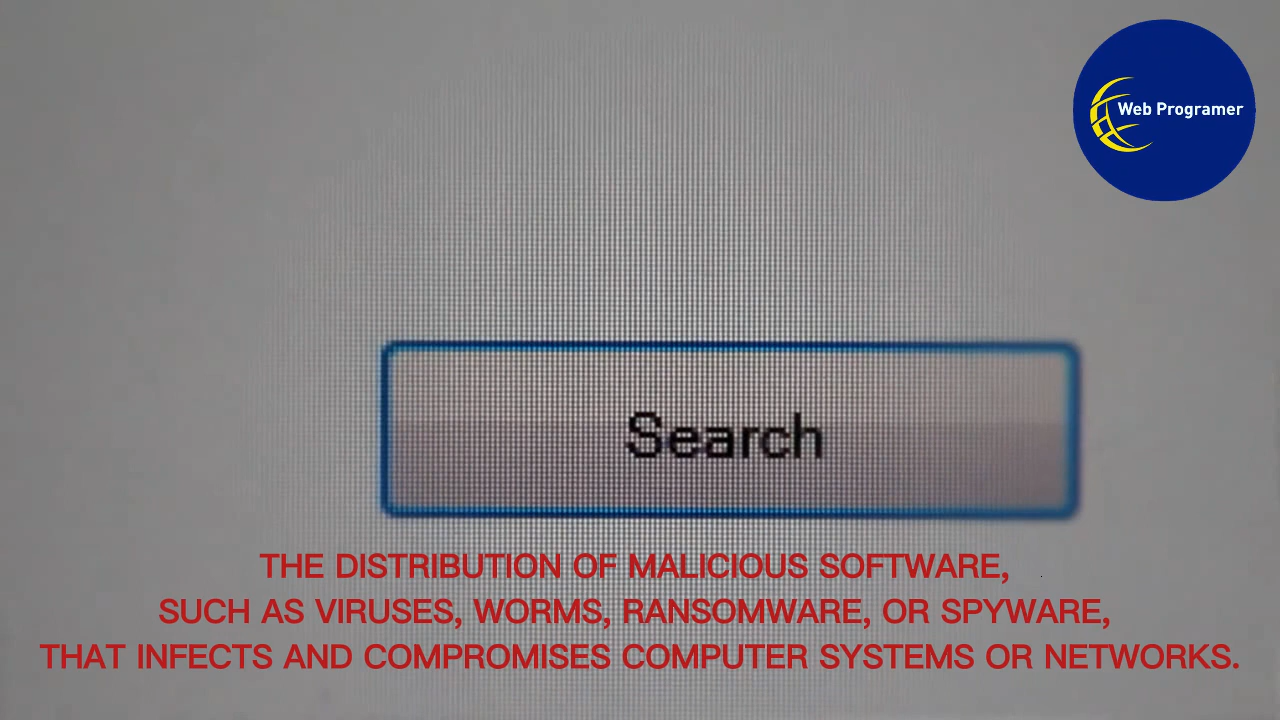 Web Programer
Search
THE DISTRIBUTION OF MALICIOUS SOFTWARE,
SUCH AS VIRUSES, WORMS, RANSOMWARE, OR SPYWARE,
THAT INFECTS AND COMPROMISES COMPUTER SYSTEMS OR NETWORKS.